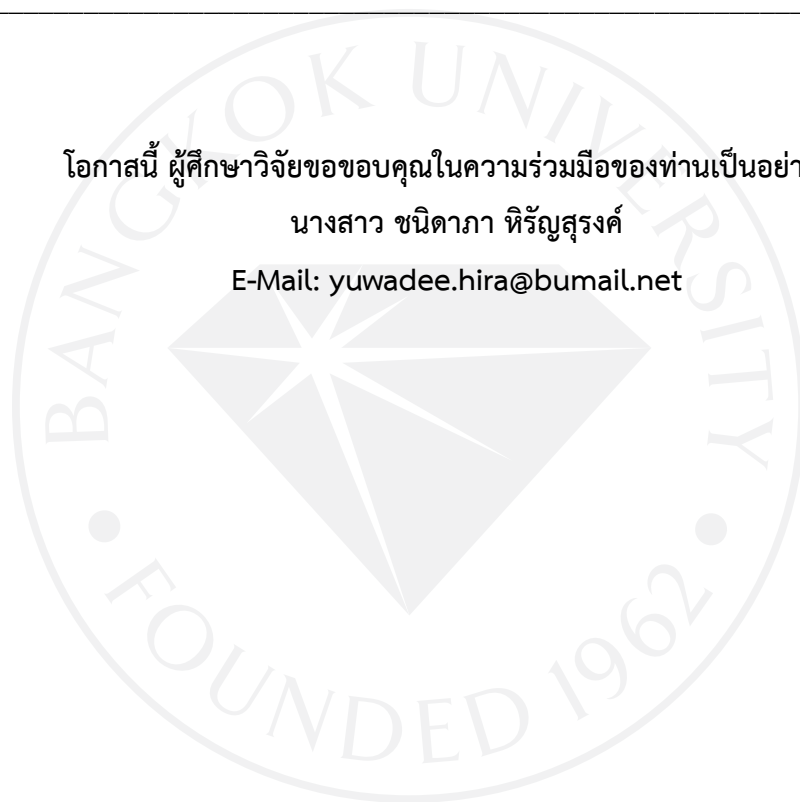 โอกาสนี้ ผู้ศึกษาวิจัยขอขอบคุณในความร่วมมือของท่านเป็นอย่า
นางสาว ชนิดาภา หิรัญสุรงค์
E-Mail: yuwadee.hira@bumail.net
BANGKOK UNIVERSITY
• FOUNDED 1962 •